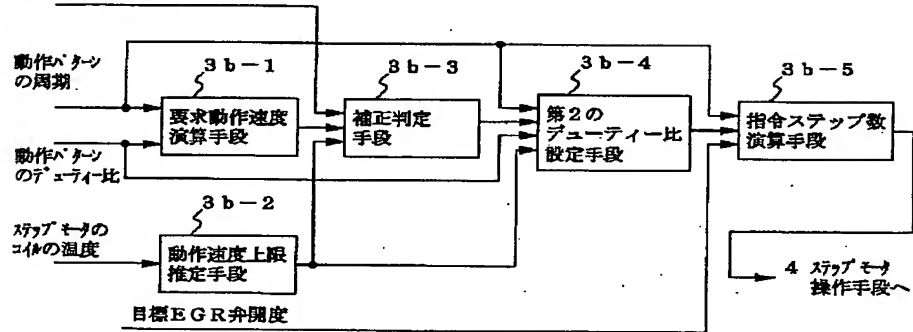 動作パターン
の周期
3b-1
要求動作速度
演算手段
3b-3
補正判定
手段
3b-4
第2の
デューティー比
設定手段
3b-5
指令ステップ数
演算手段
動作パターン
のデューティー比
3b-2
ステップモータの
コイルの温度
動作速度上限
推定手段
目標EGR弁開度
4 ステップモータ
操作手段へ